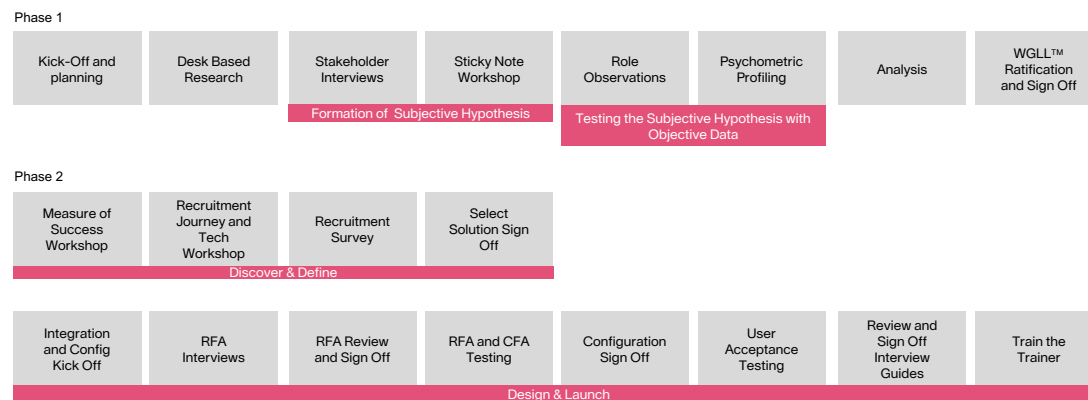 Phase 1
Kick-Off and
planning
Desk Based
Research
Stakeholder
Interviews
Sticky Note
Workshop
Role
Observations
Psychometric
Profiling
Analysis
WGLL™
Ratification
and Sign Off
Formation of Subjective Hypothesis
Testing the Subjective Hypothesis with
Objective Data
Phase 2
Measure of
Success
Workshop
Recruitment
Journey and
Tech
Workshop
Recruitment
Survey
Select
Solution Sign
Off
Discover & Define
Integration
and Config
Kick Off
RFA
Interviews
RFA Review
and Sign Off
RFA and CFA
Testing
Configuration
Sign Off
User
Acceptance
Testing
Review and
Sign Off
Interview
Guides
Train the
Trainer
Design & Launch